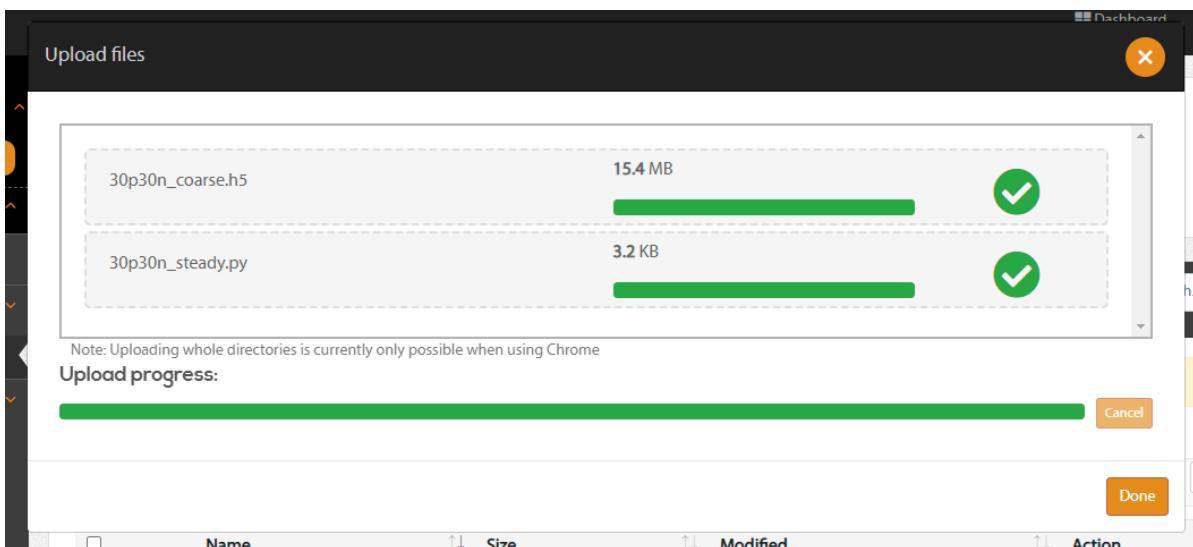 Dashboard
Upload files
30p30n_coarse.h5
15.4 MB
30p30n_steady.py
3.2 KB
Note: Uploading whole directories is currently only possible when using Chrome
Upload progress:
Cancel
Done
Name Size Modified Action